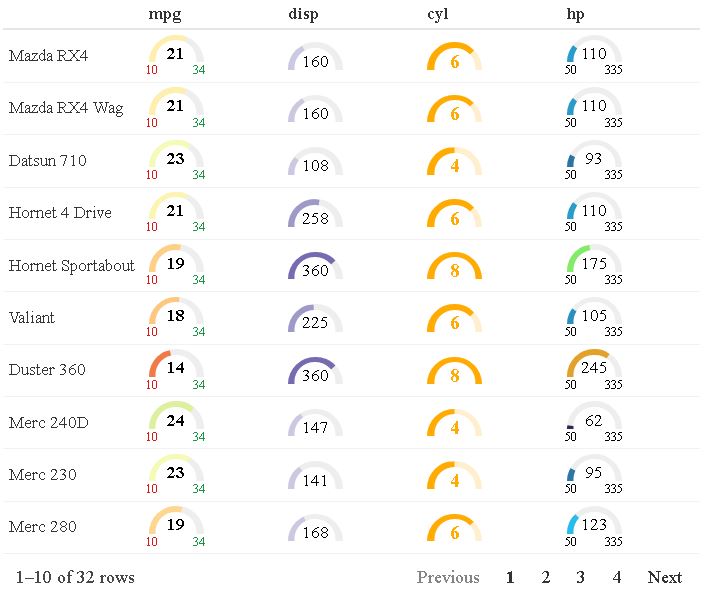 mpg disp cyl hp
Mazda RX4 21 10 34 160 6 110 50 335
Mazda RX4 Wag 21 10 34 160 6 110 50 335
Datsun 710 23 10 34 108 4 93 50 335
Hornet 4 Drive 21 10 34 258 6 110 50 335
Hornet Sportabout 19 10 34 360 8 175 50 335
Valiant 18 10 34 225 6 105 50 335
Duster 360 14 10 34 360 8 245 50 335
Merc 240D 24 10 34 147 4 62 50 335
Merc 230 23 10 34 141 4 95 50 335
Merc 280 19 10 34 168 6 123 50 335
1–10 of 32 rows Previous 1 2 3 4 Next